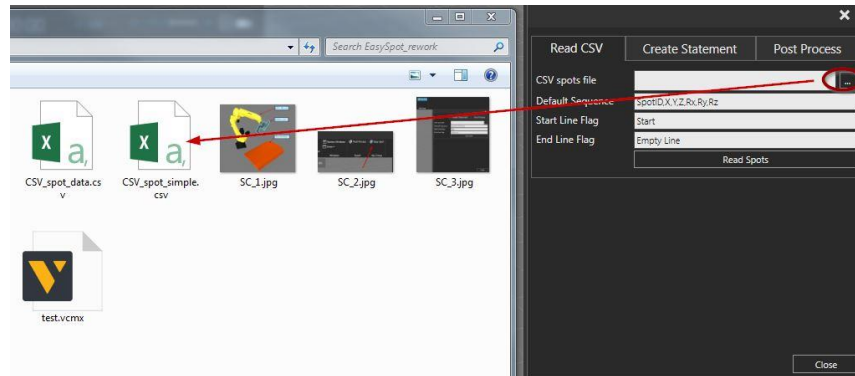 Search EasySpot_rework
CSV_spot_data.cs
v
CSV_spot_simple.
csv
SC_1.jpg
SC_2.jpg
SC_3.jpg
test.vcmx
Read CSV
Create Statement
Post Process
CSV spots file
...
Default Sequence
SpotID,X,Y,Z,Rx,Ry,Rz
Start Line Flag
Start
End Line Flag
Empty Line
Read Spots
Close